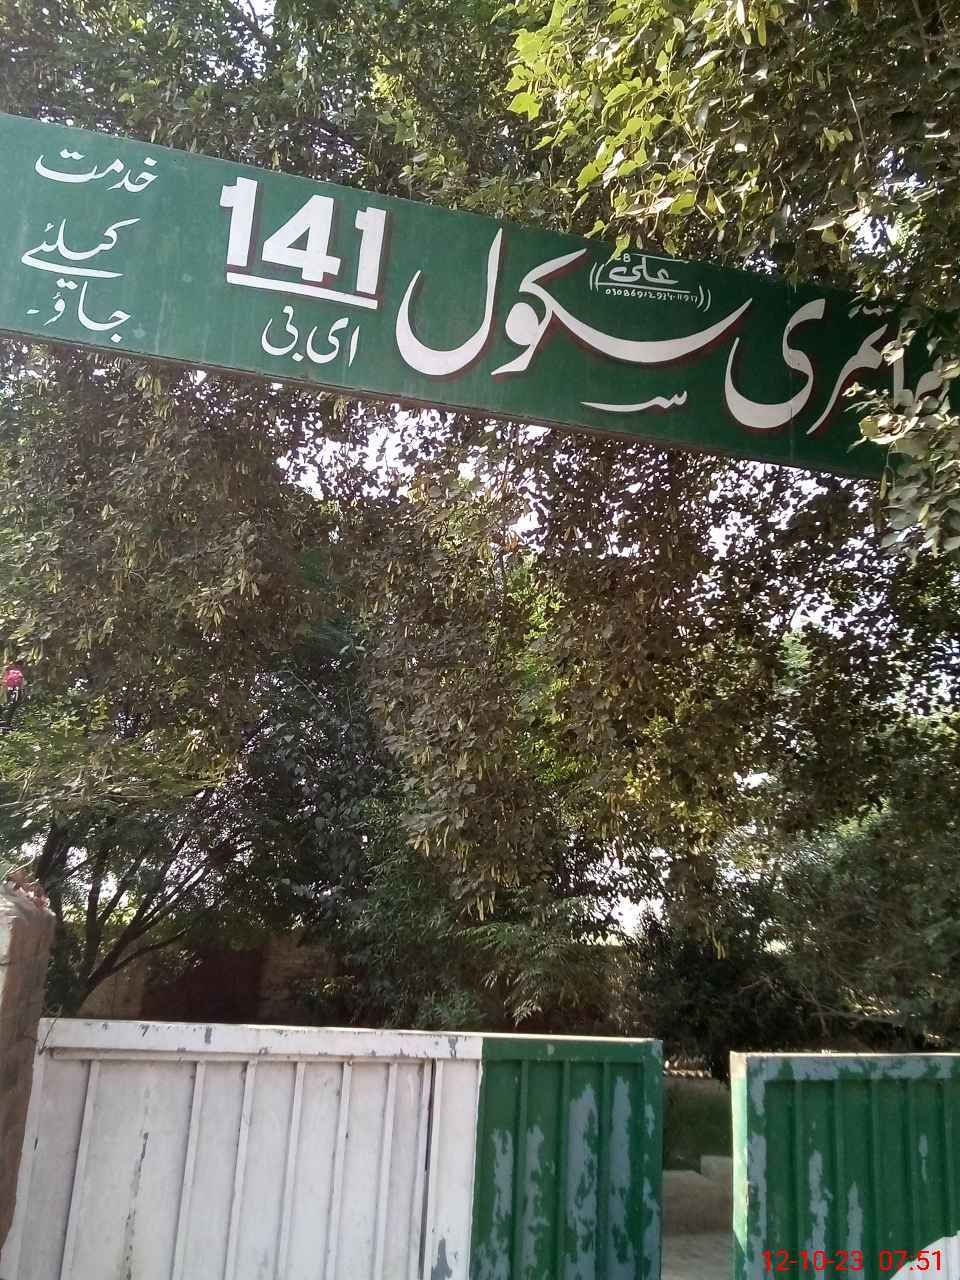 پرائمری سکول
141
ای بی
خدمت
کیلئے
جاؤ۔
علی
12-10-23 07:51